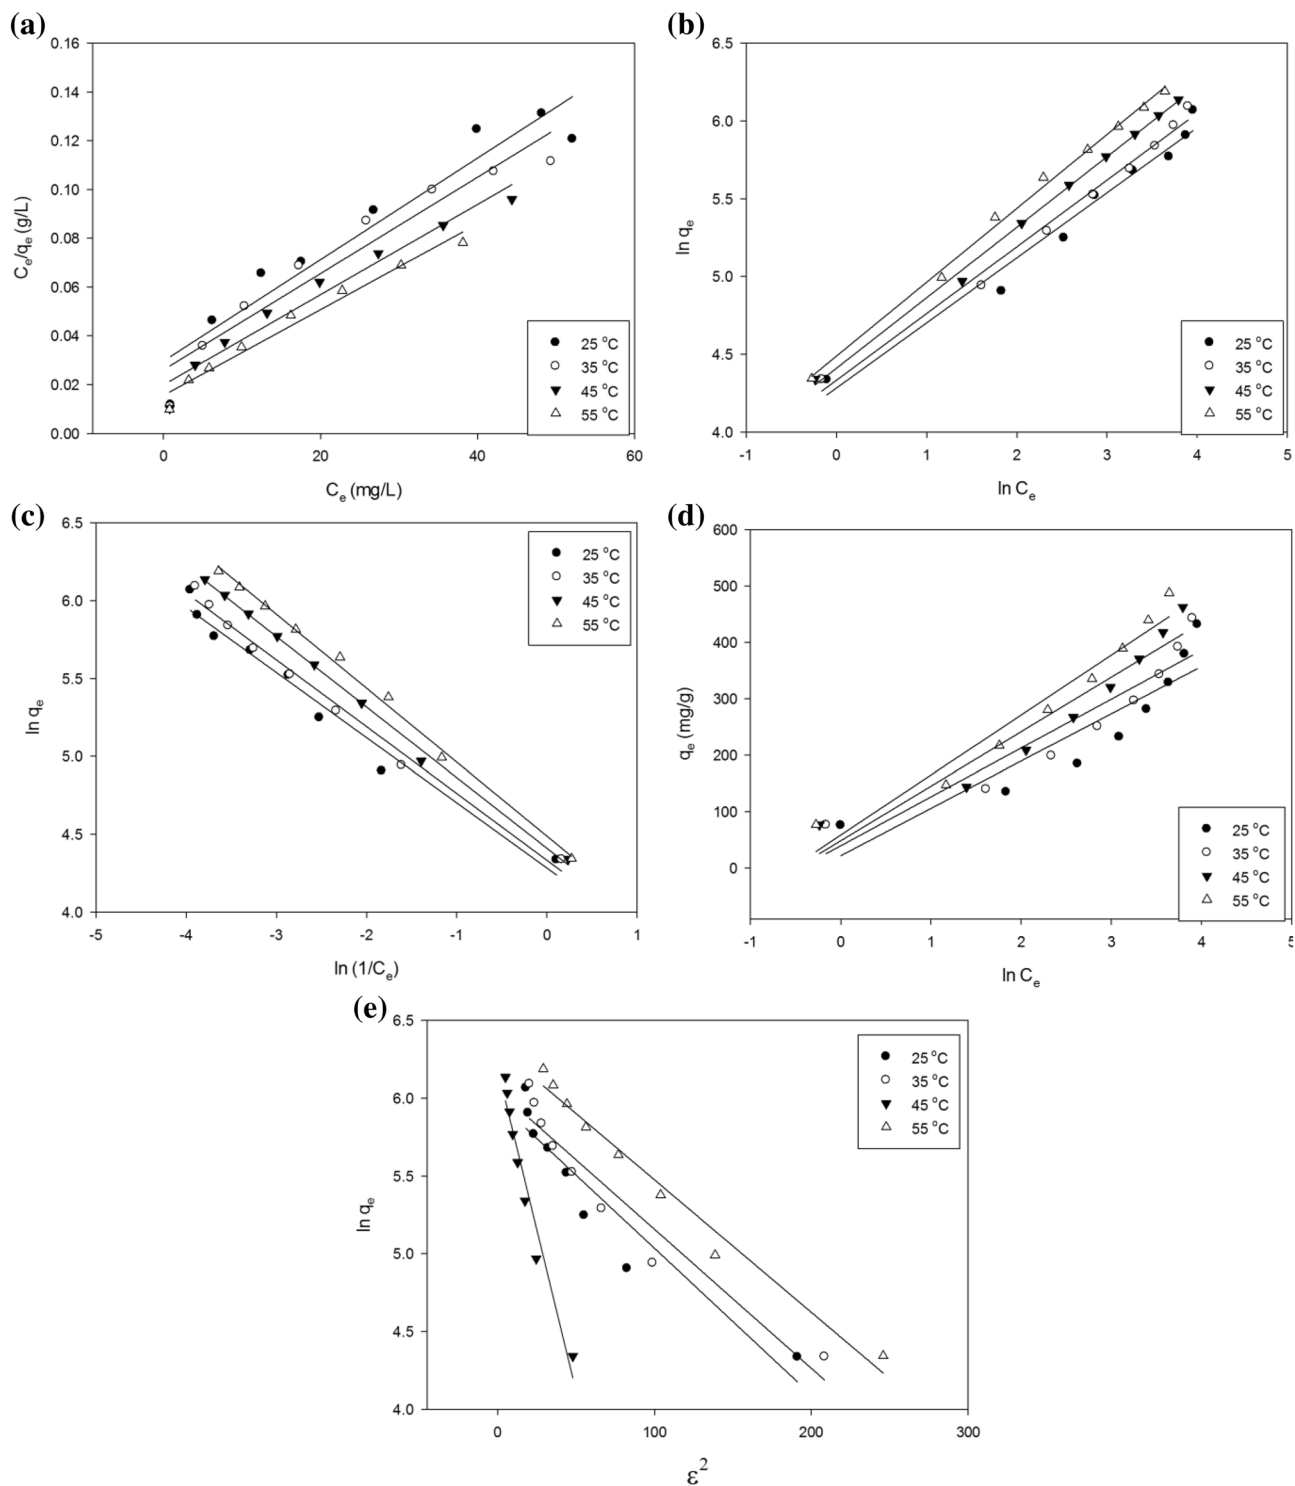 (a)
0.16
0.14
0.12
0.10
0.08
0.06
0.04
0.02
0.00
Cₑ/qₑ (g/L)
0 20 40 60
Cₑ (mg/L)
25 °C
35 °C
45 °C
55 °C
(b)
6.5
6.0
5.5
5.0
4.5
4.0
ln qₑ
-1 0 1 2 3 4 5
ln Cₑ
25 °C
35 °C
45 °C
55 °C
(c)
6.5
6.0
5.5
5.0
4.5
4.0
ln qₑ
-5 -4 -3 -2 -1 0 1
ln (1/Cₑ)
25 °C
35 °C
45 °C
55 °C
(d)
600
500
400
300
200
100
0
qₑ (mg/g)
-1 0 1 2 3 4 5
ln Cₑ
25 °C
35 °C
45 °C
55 °C
(e)
6.5
6.0
5.5
5.0
4.5
4.0
ln qₑ
0 100 200 300
ε²
25 °C
35 °C
45 °C
55 °C